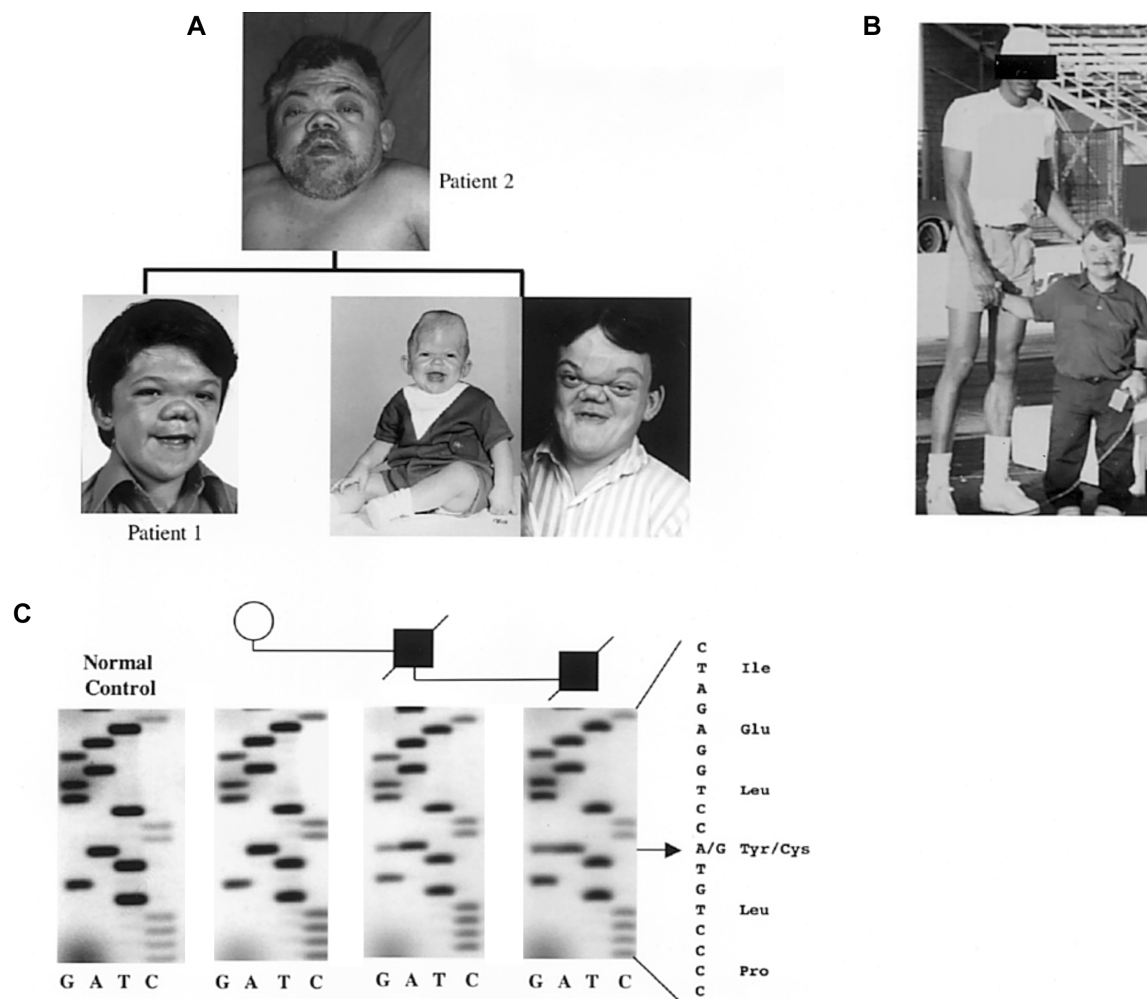 A
B
Patient 2
Patient 1
C
Normal
Control
C
T Ile
A
G
A Glu
G
G
T Leu
C
C
A/G Tyr/Cys
T
G
T Leu
C
C
C Pro
C
G A T C G A T C G A T C G A T C